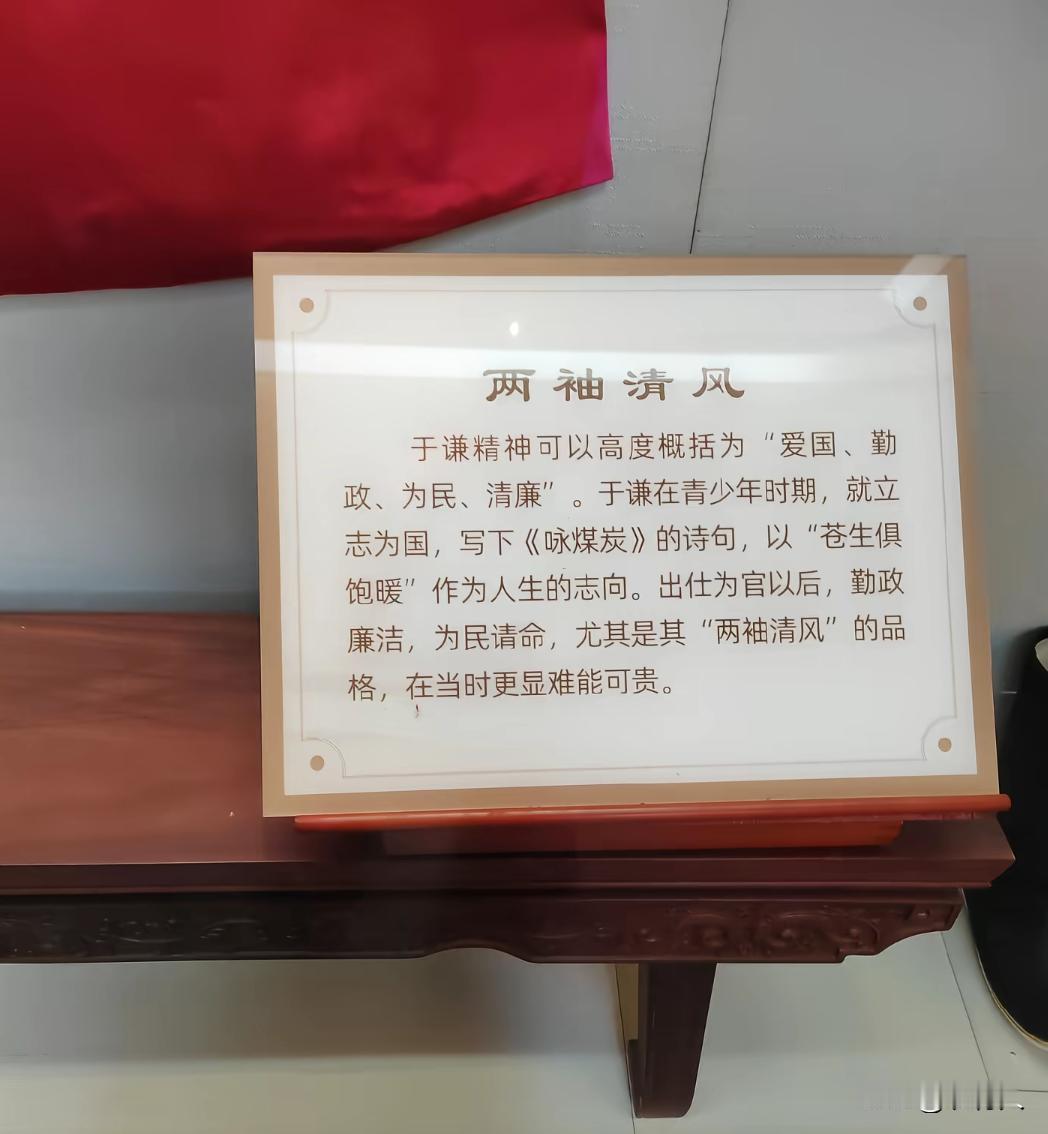 两袖清风
于谦精神可以高度概括为“爱国、勤
政、为民、清廉”。于谦在青少年时期，就立
志为国，写下《咏煤炭》的诗句，以“苍生俱
饱暖”作为人生的志向。出仕为官以后，勤政
廉洁，为民请命，尤其是其“两袖清风”的品
格，在当时更显难能可贵。